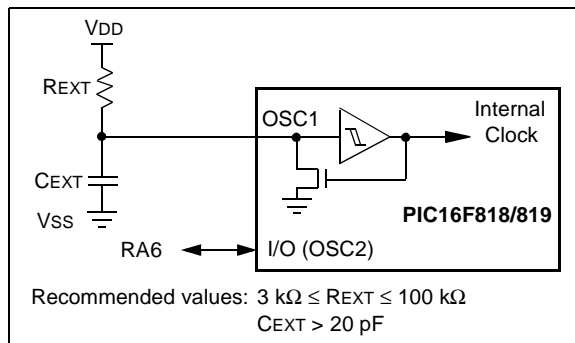 VDD
REXT
OSC1
Internal
Clock
CEXT
PIC16F818/819
VSS
RA6
I/O (OSC2)
Recommended values: 3 kΩ ≤ REXT ≤ 100 kΩ
CEXT > 20 pF